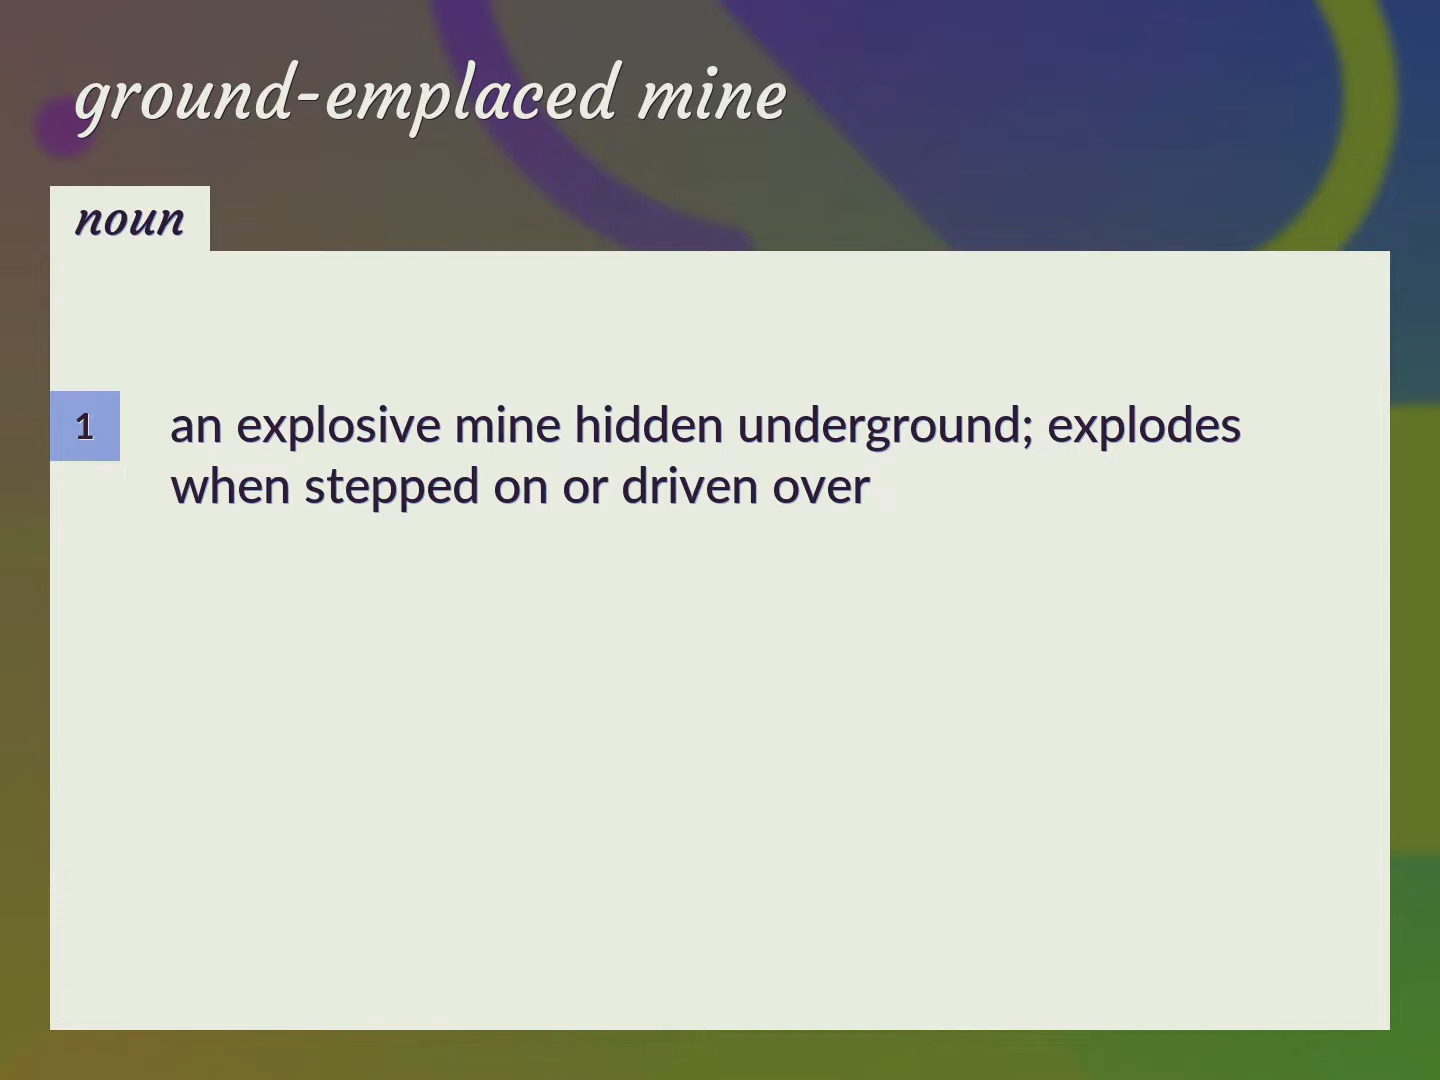 ground-emplaced mine
noun
1
an explosive mine hidden underground; explodes
when stepped on or driven over